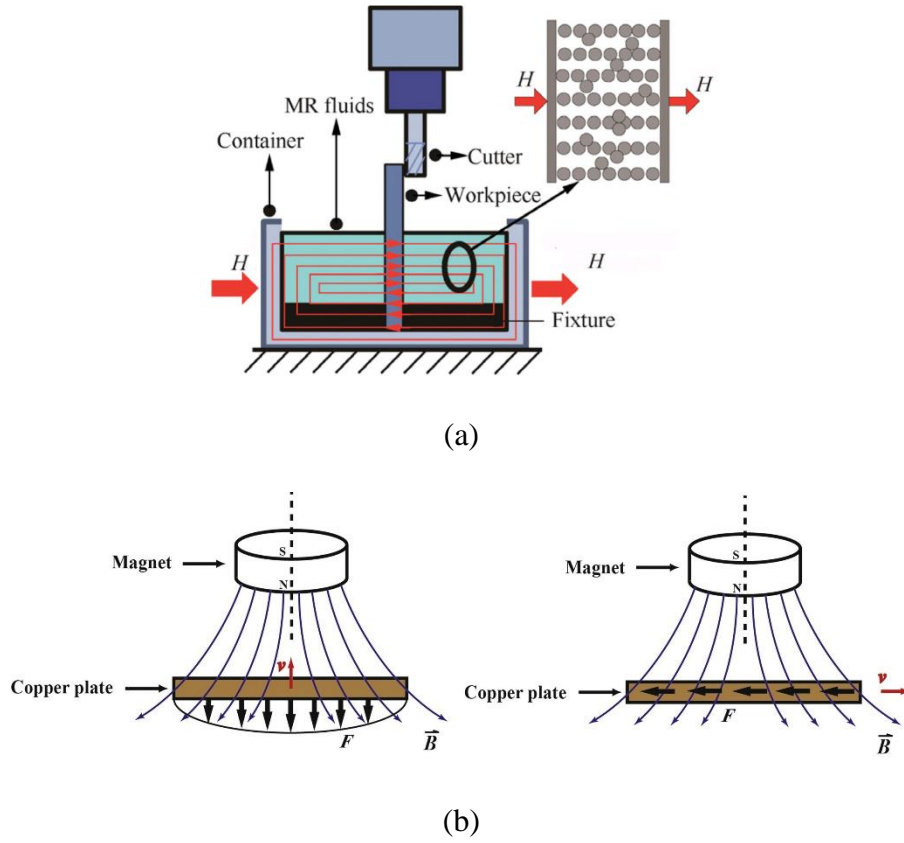 H
H
MR fluids
Container
Cutter
Workpiece
H
H
Fixture
(a)
Magnet
S
N
v
Copper plate
F
B
Magnet
S
N
Copper plate
v
F
B
(b)